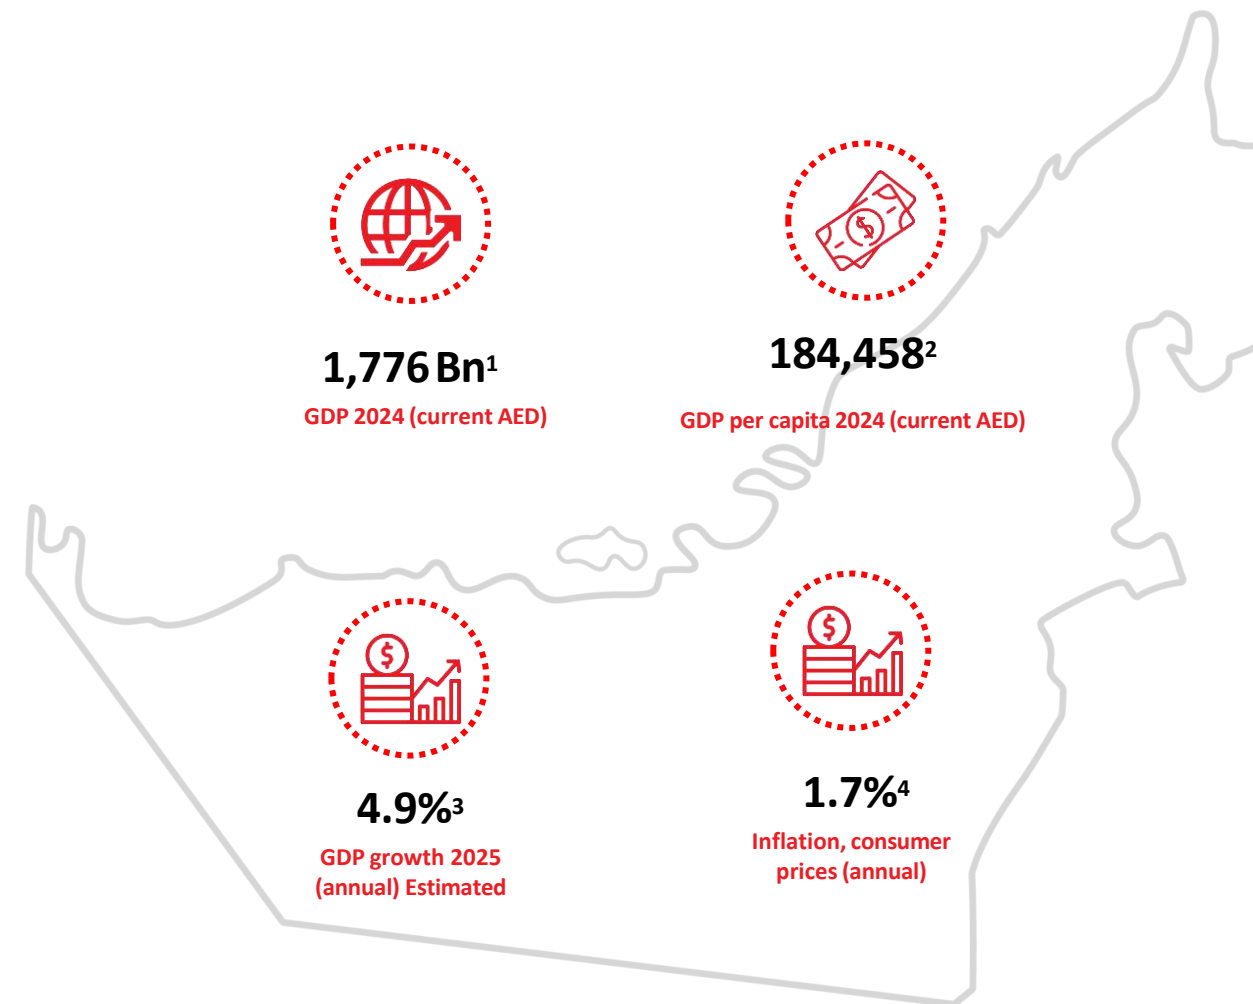 1,776 Bn1
GDP 2024 (current AED)
184,4582
GDP per capita 2024 (current AED)
4.9%3
GDP growth 2025
(annual) Estimated
1.7%4
Inflation, consumer
prices (annual)